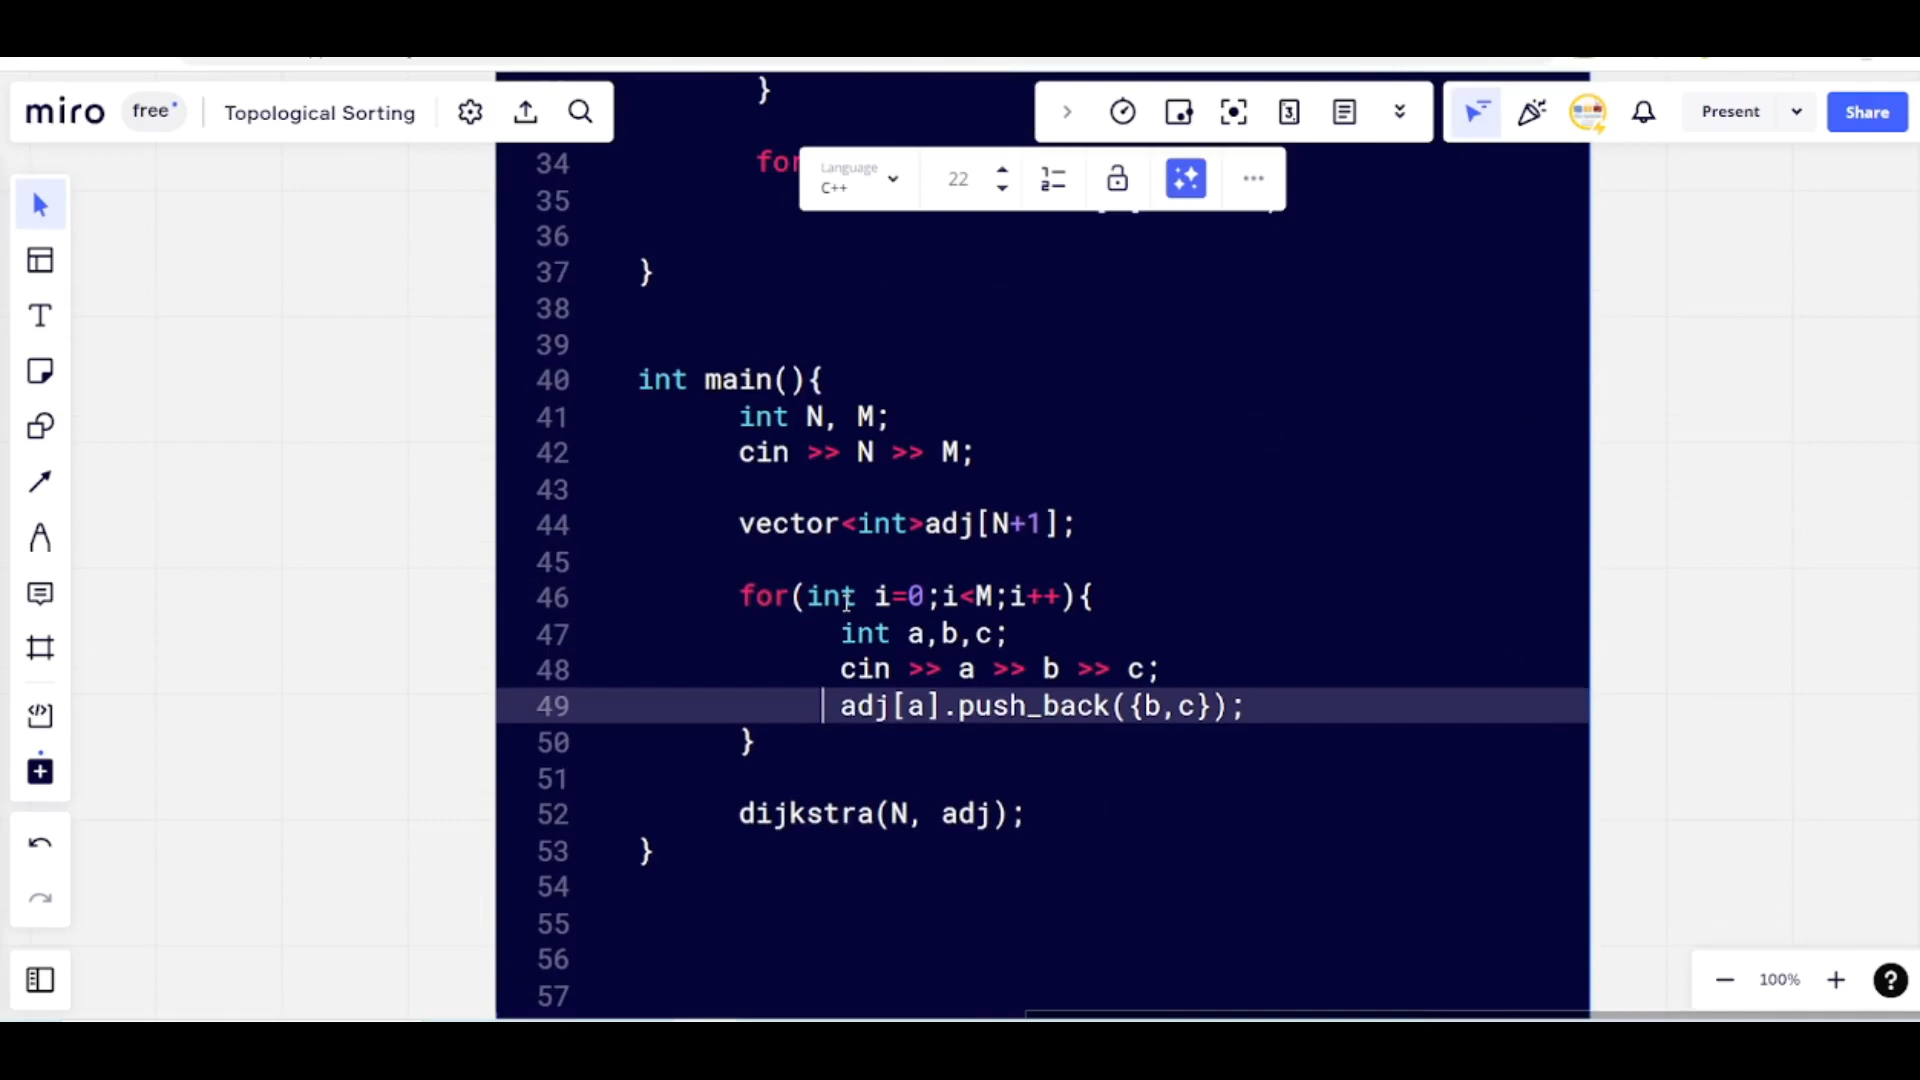 miro free Topological Sorting
Present
Share
Language
C++
22
}
34 for
35
36
37 }
38
39
40 int main(){
41 int N, M;
42 cin >> N >> M;
43
44 vector<int>adj[N+1];
45
46 for(int i=0;i<M;i++){
47 int a,b,c;
48 cin >> a >> b >> c;
49 adj[a].push_back({b,c});
50 }
51
52 dijkstra(N, adj);
53 }
54
55
56
57
100%